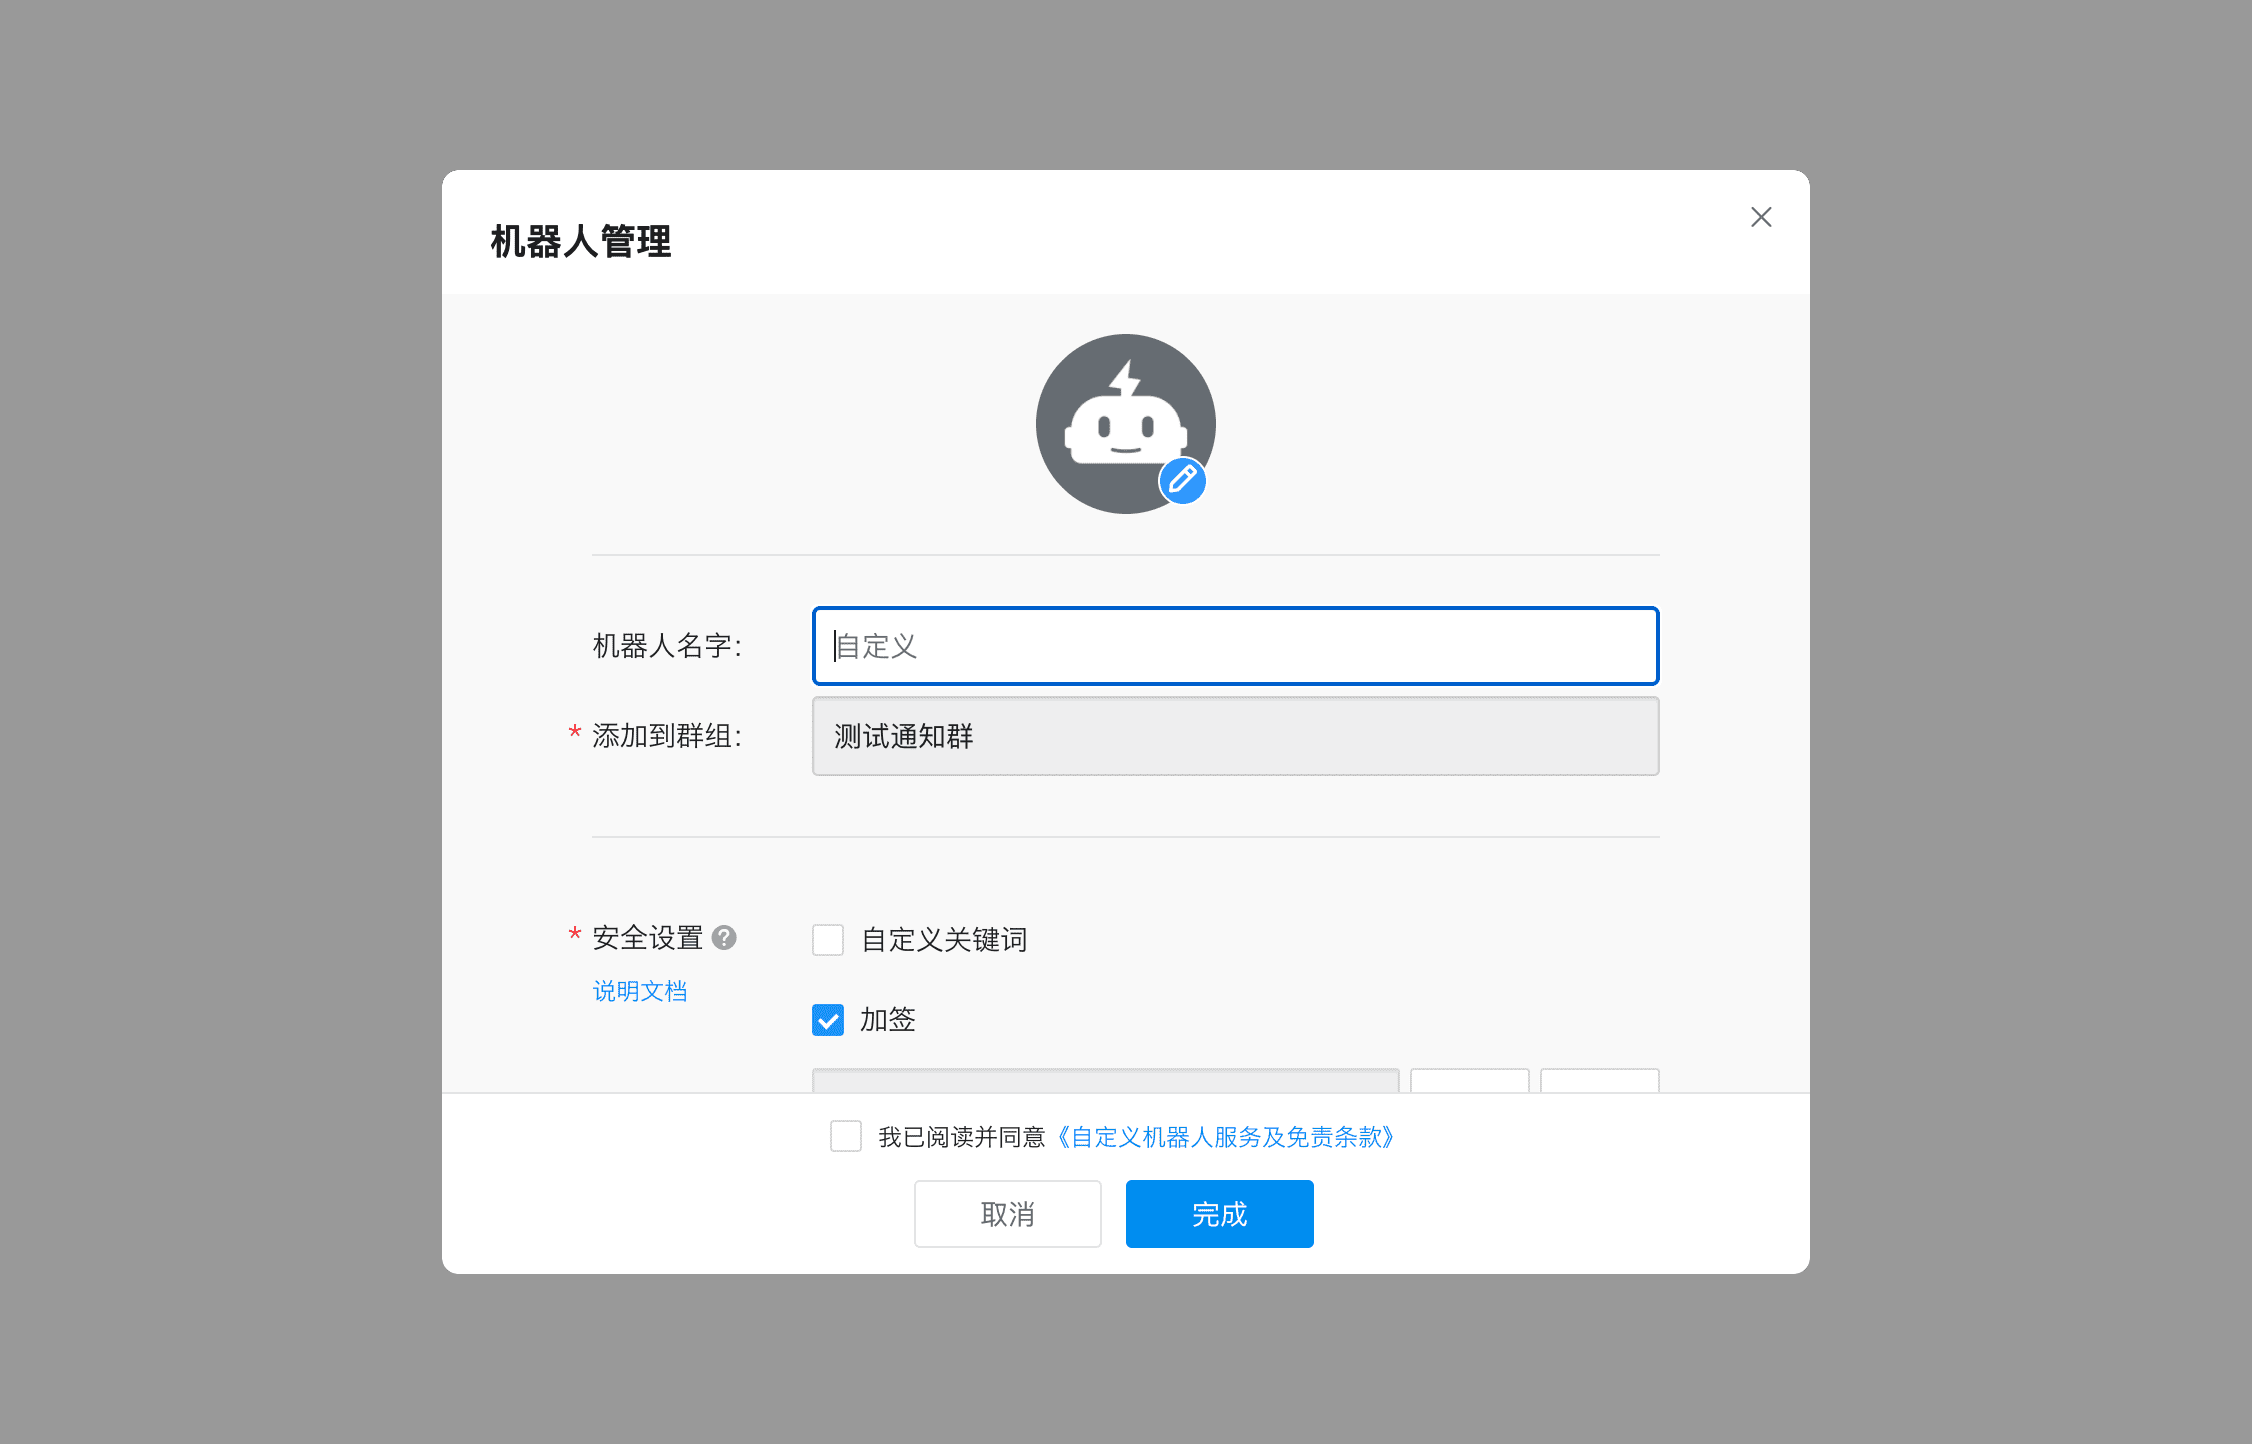 机器人管理
机器人名字: 自定义
* 添加到群组: 测试通知群
* 安全设置 ? 自定义关键词
说明文档
加签
我已阅读并同意《自定义机器人服务及免责条款》
取消 完成